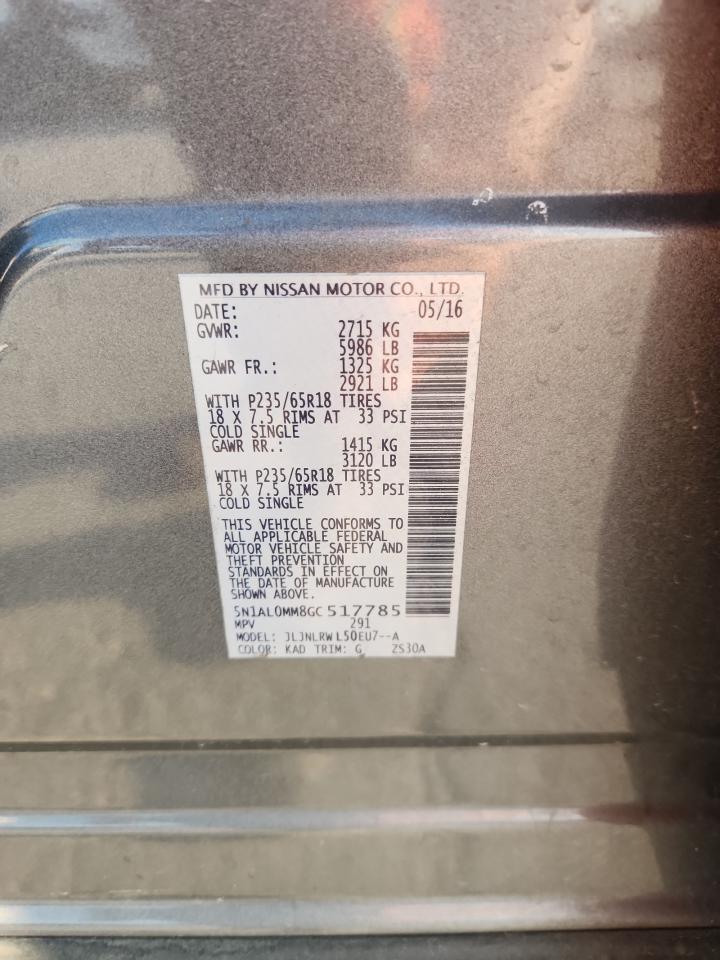 MFD BY NISSAN MOTOR CO., LTD.
DATE: 05/16
GVWR: 2715 KG
5986 LB
GAWR FR.: 1325 KG
2921 LB
WITH P235/65R18 TIRES
18 X 7.5 RIMS AT 33 PSI
COLD SINGLE
GAWR RR.: 1415 KG
3120 LB
WITH P235/65R18 TIRES
18 X 7.5 RIMS AT 33 PSI
COLD SINGLE
THIS VEHICLE CONFORMS TO
ALL APPLICABLE FEDERAL
MOTOR VEHICLE SAFETY AND
THEFT PREVENTION
STANDARDS IN EFFECT ON
THE DATE OF MANUFACTURE
SHOWN ABOVE.
5N1AL0MM8GC517785
MPV 291
MODEL: JLJNLRWL50EU7--A
COLOR: KAD TRIM: G ZS30A